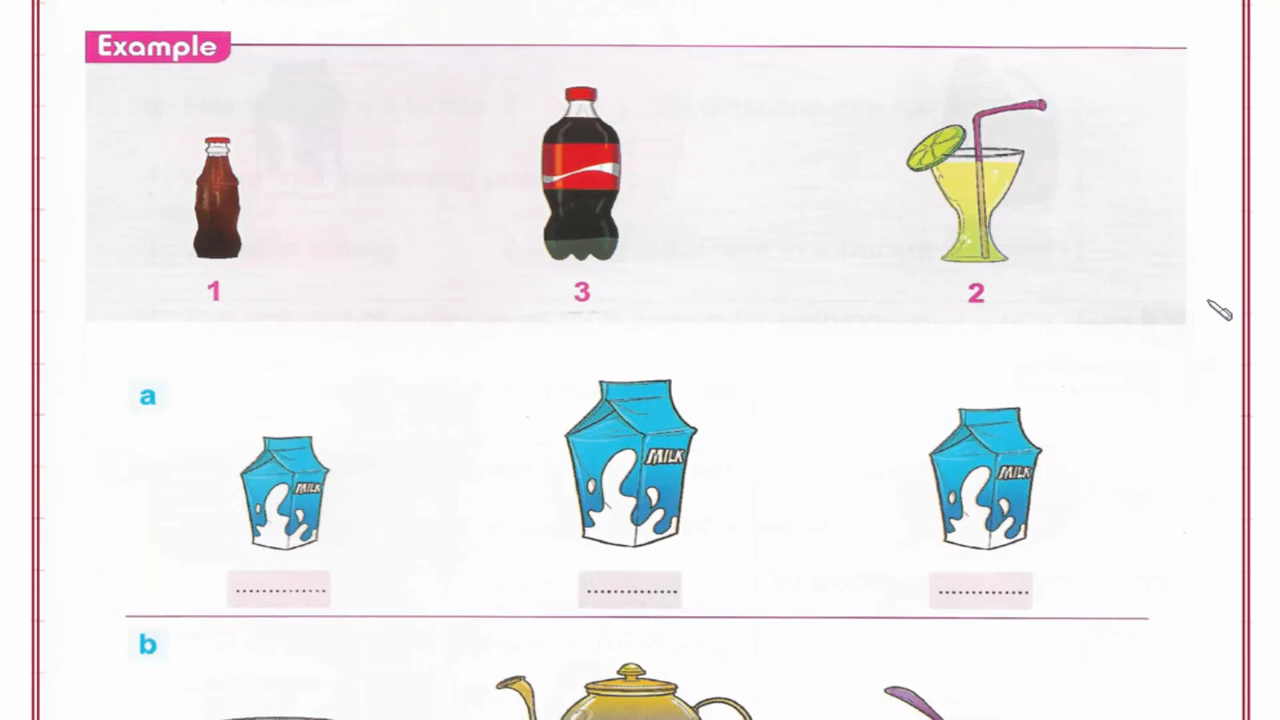 Example
1 3 2
a
MILK MILK MILK
.............. .............. ..............
b